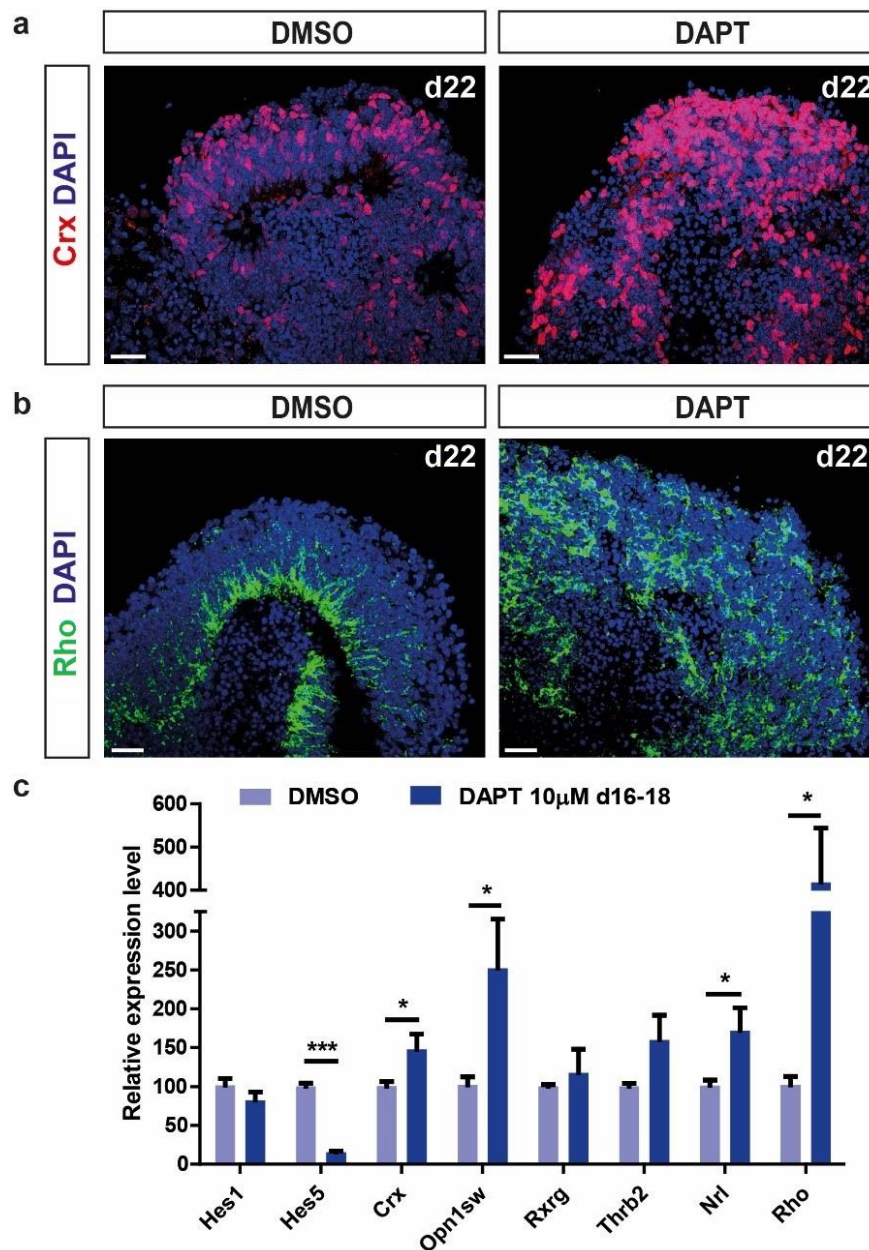 a
DMSO
DAPT
Crx DAPI
d22
d22
b
DMSO
DAPT
Rho DAPI
d22
d22
c
DMSO
DAPT 10µM d16-18
Relative expression level
600
500
400
300
250
200
150
100
50
0
***
*
*
*
*
Hes1
Hes5
Crx
Opn1sw
Rxrg
Thrb2
Nrl
Rho